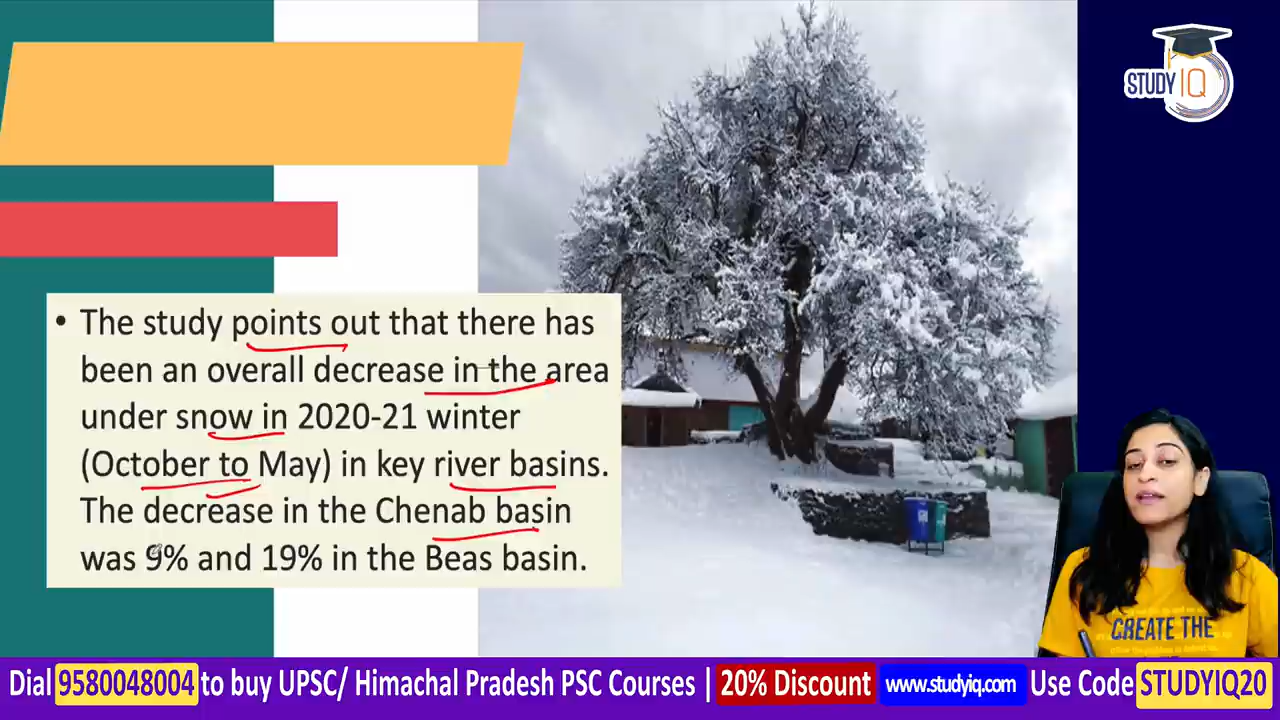 STUDY IQ
• The study points out that there has
been an overall decrease in the area
under snow in 2020-21 winter
(October to May) in key river basins.
The decrease in the Chenab basin
was 9% and 19% in the Beas basin.
CREATE THE
Dial 9580048004 to buy UPSC/ Himachal Pradesh PSC Courses | 20% Discount www.studyiq.com Use Code STUDYIQ20